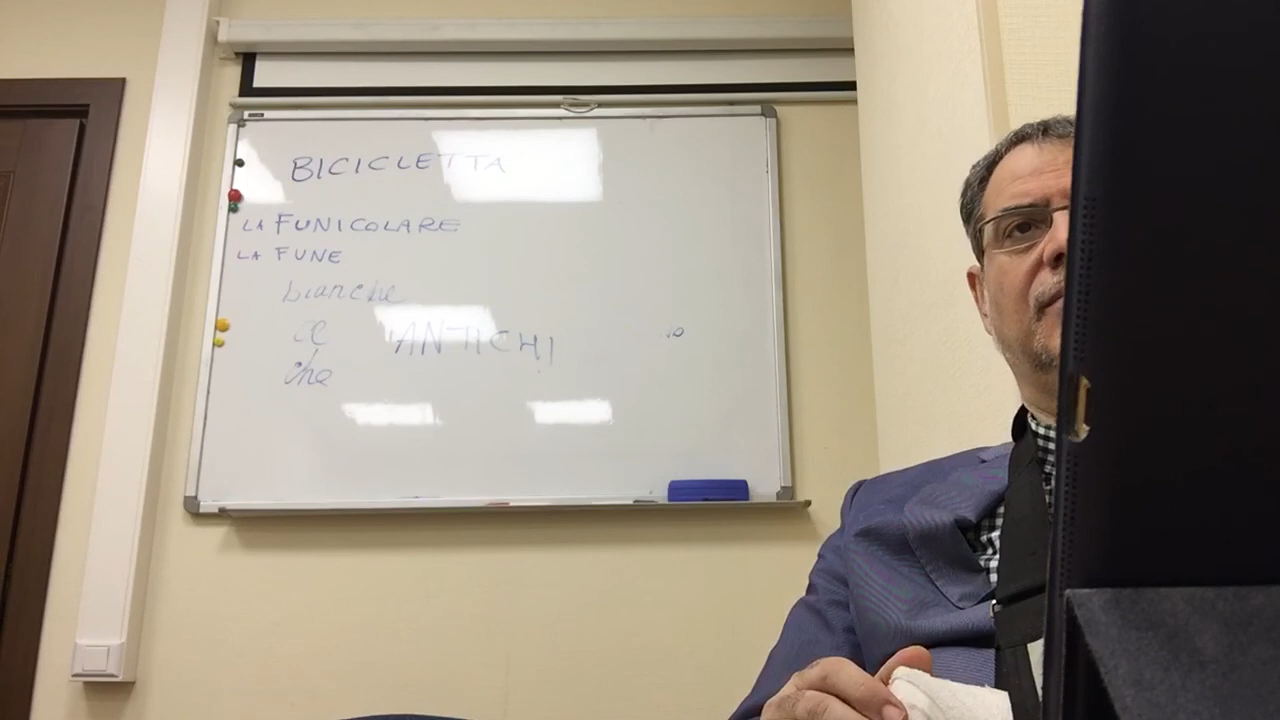 BICICLETTA
LA FUNICOLARE
LA FUNE
bianche
ANTICHI
che